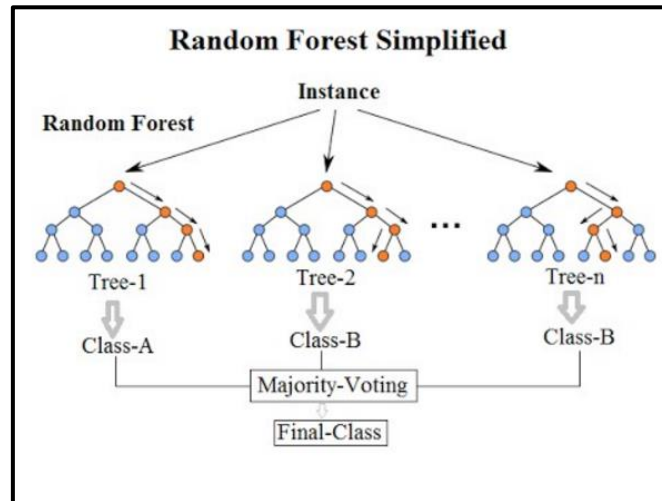 Random Forest Simplified
Instance
Random Forest
...
Tree-1 Tree-2 Tree-n
Class-A Class-B Class-B
Majority-Voting
Final-Class